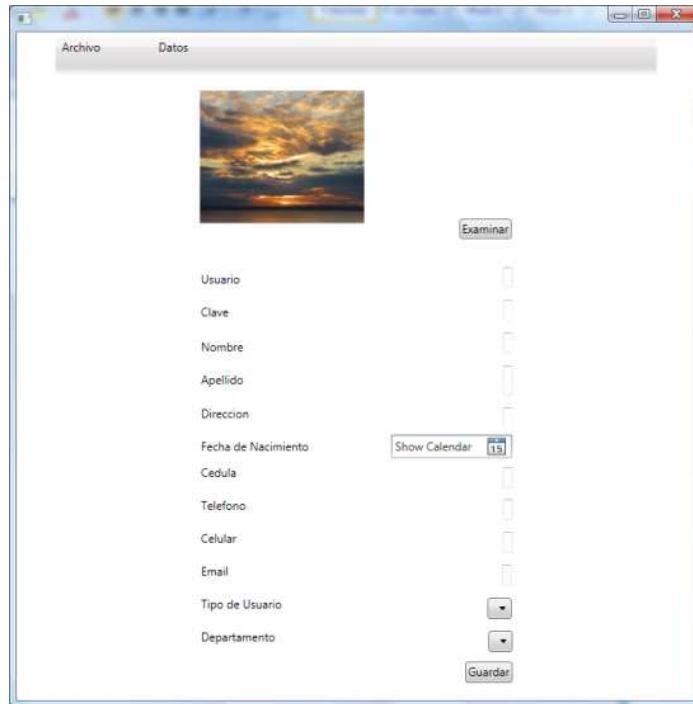 Archivo Datos
Examinar
Usuario
Clave
Nombre
Apellido
Direccion
Fecha de Nacimiento Show Calendar 15
Cedula
Telefono
Celular
Email
Tipo de Usuario
Departamento
Guardar